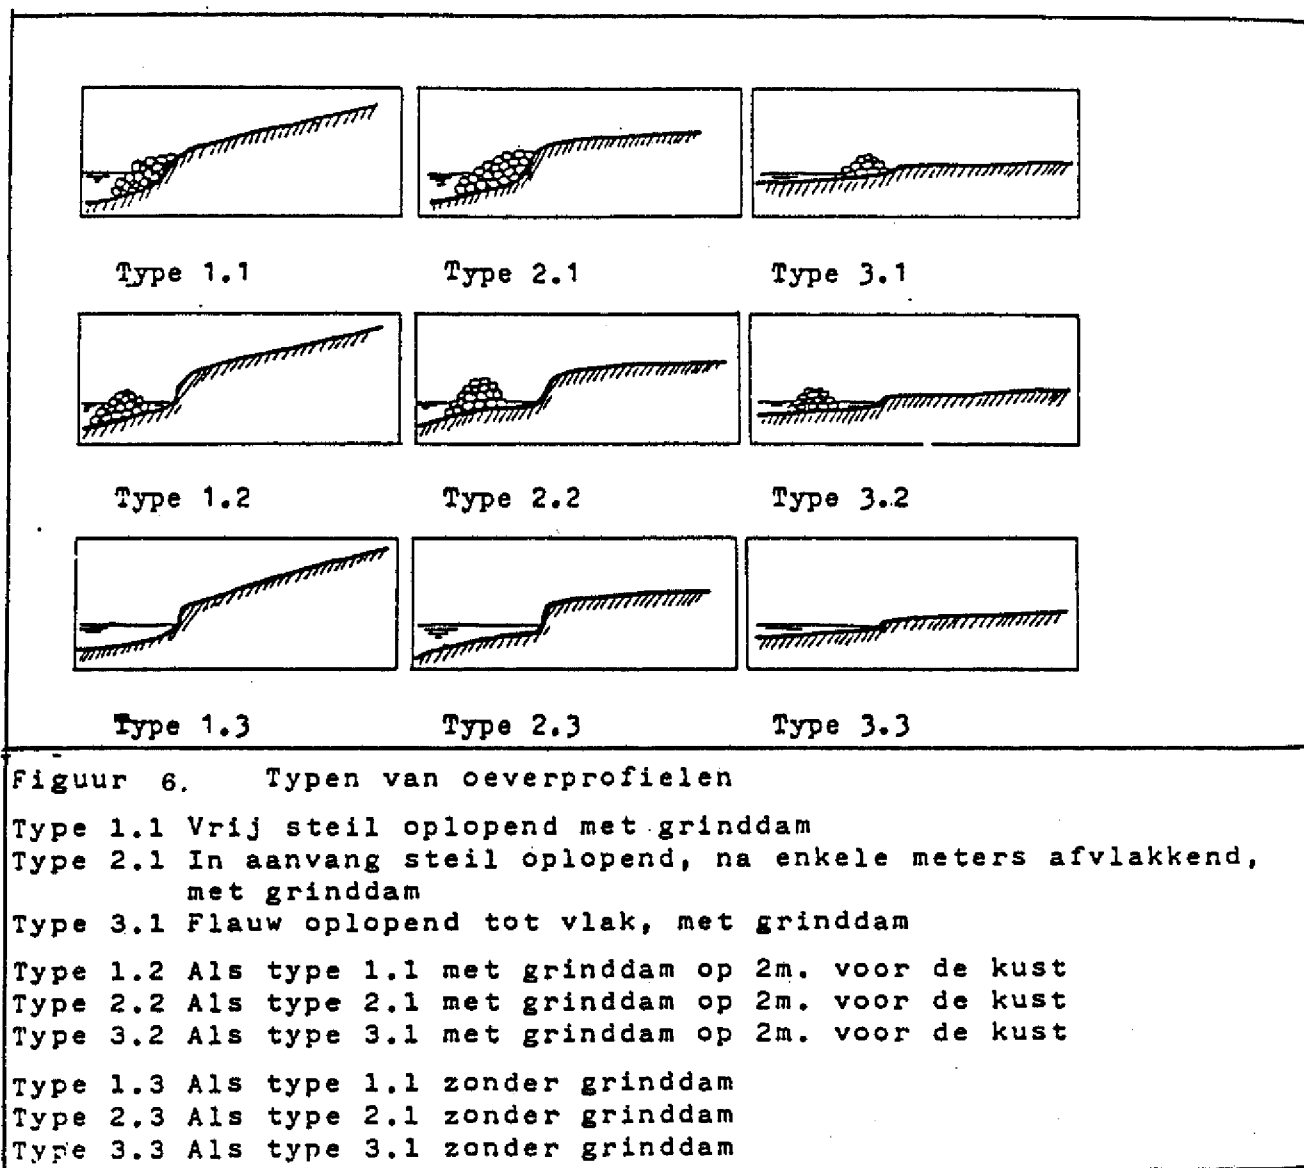 Type 1.1 Type 2.1 Type 3.1
Type 1.2 Type 2.2 Type 3.2
Type 1.3 Type 2.3 Type 3.3
Figuur 6. Typen van oeverprofielen
Type 1.1 Vrij steil oplopend met grinddam
Type 2.1 In aanvang steil oplopend, na enkele meters afvlakkend,
met grinddam
Type 3.1 Flauw oplopend tot vlak, met grinddam
Type 1.2 Als type 1.1 met grinddam op 2m. voor de kust
Type 2.2 Als type 2.1 met grinddam op 2m. voor de kust
Type 3.2 Als type 3.1 met grinddam op 2m. voor de kust
Type 1.3 Als type 1.1 zonder grinddam
Type 2.3 Als type 2.1 zonder grinddam
Type 3.3 Als type 3.1 zonder grinddam